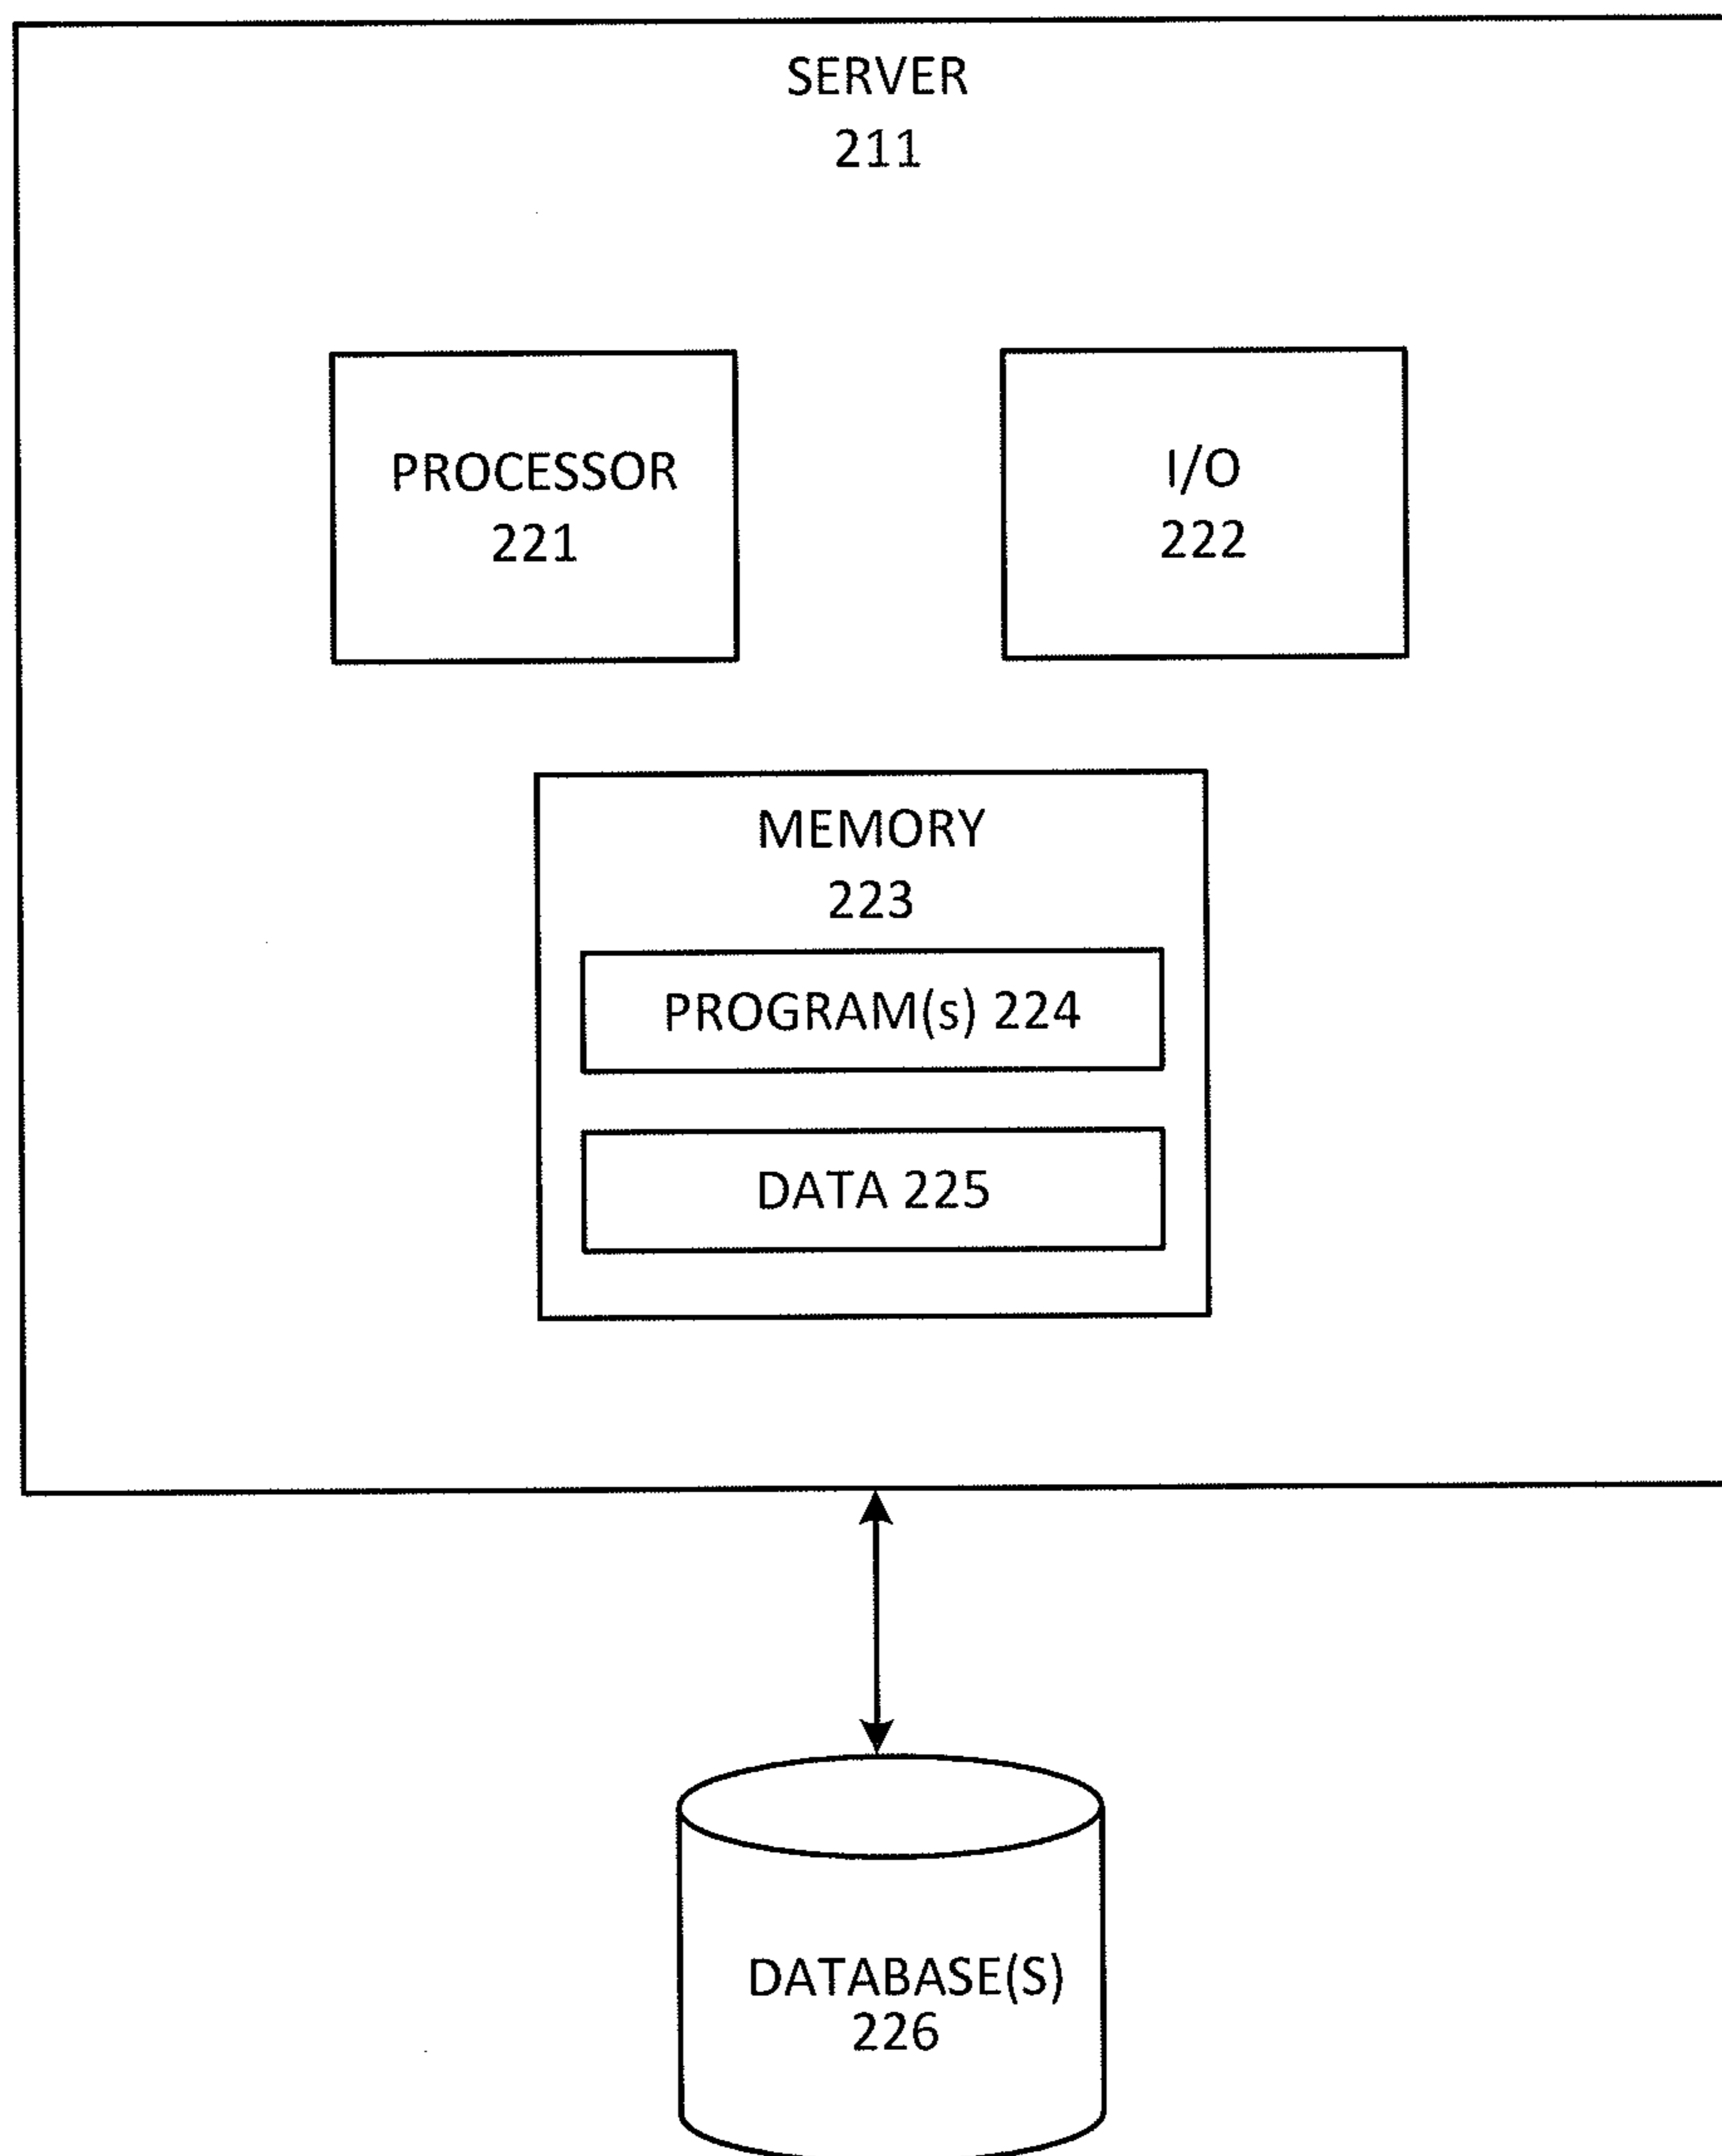 SERVER
211
PROCESSOR
221
I/O
222
MEMORY
223
PROGRAM(s) 224
DATA 225
DATABASE(S)
226